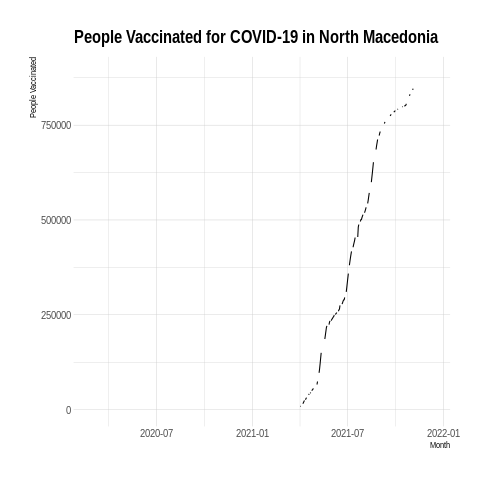 People Vaccinated for COVID-19 in North Macedonia
People Vaccinated
750000
500000
250000
0
2020-07
2021-01
2021-07
2022-01
Month